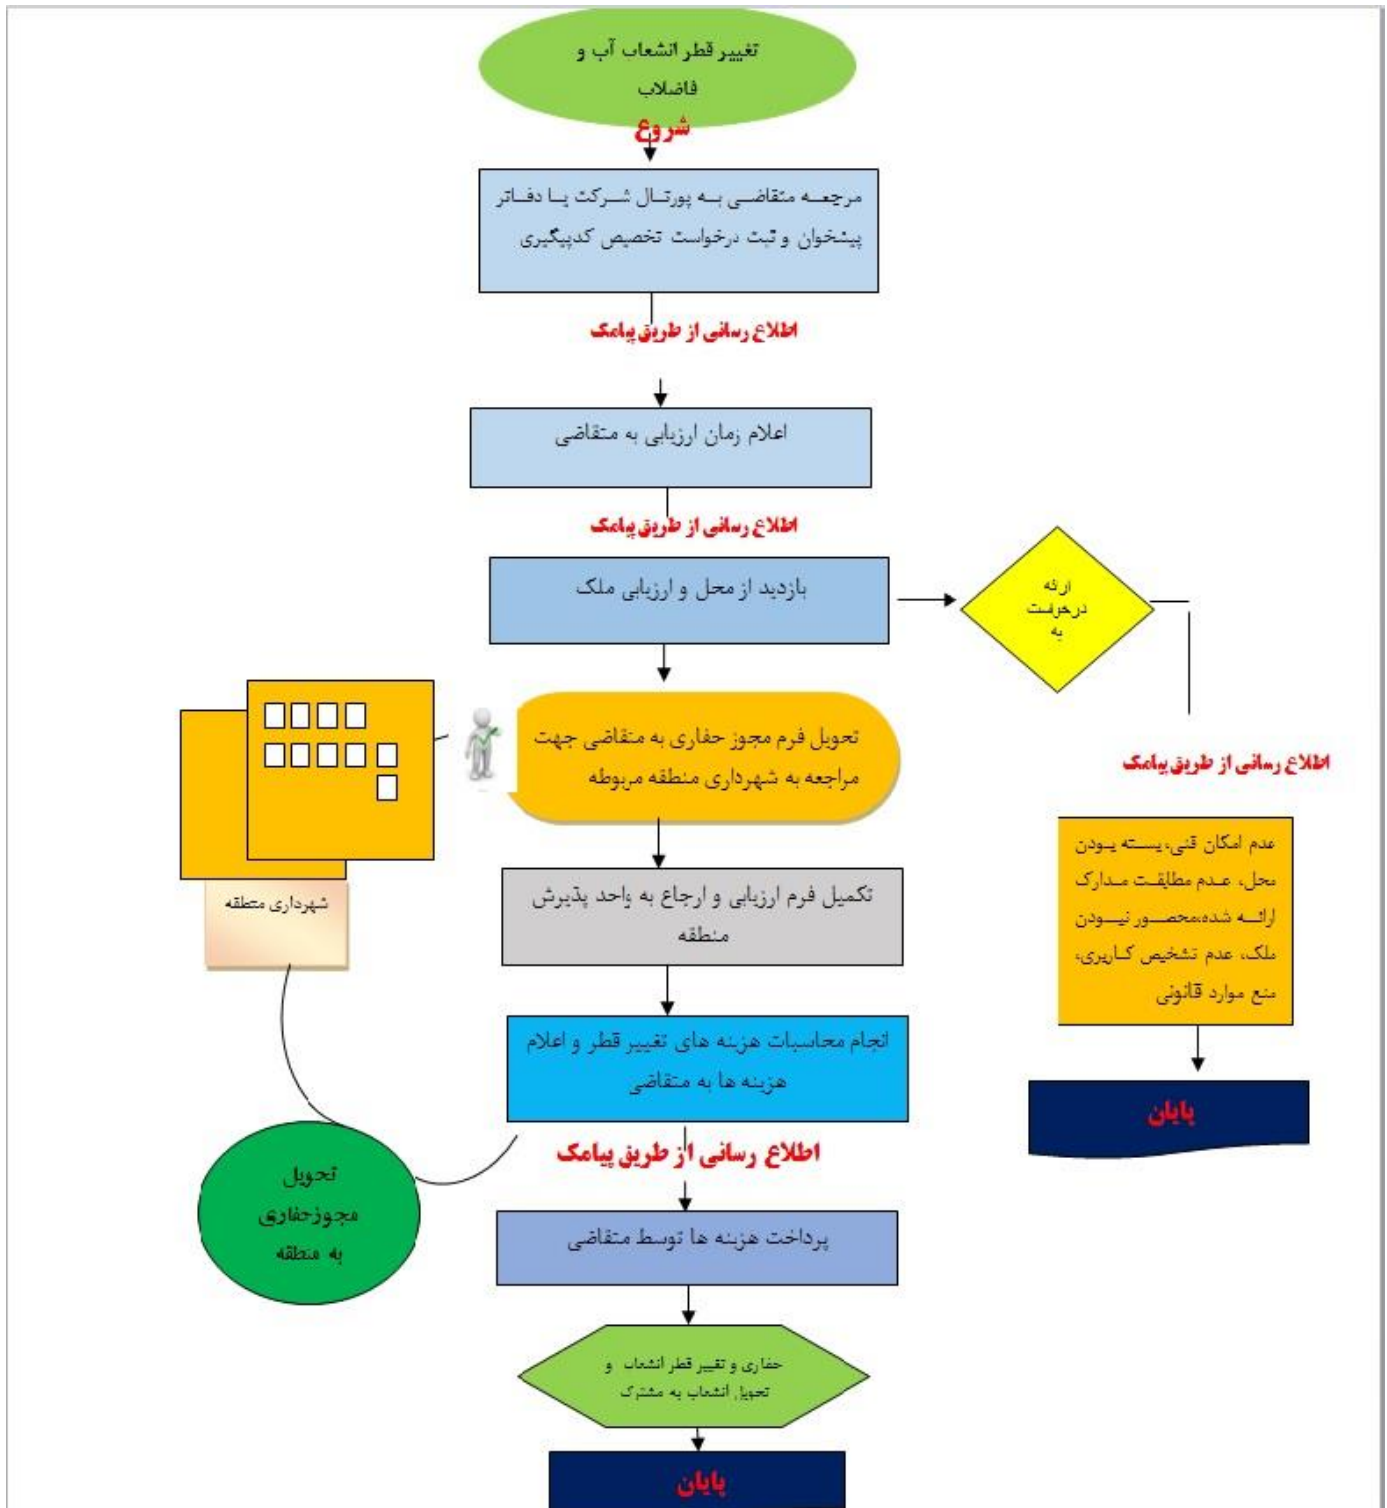 تغییر قطر انشعاب آب و
فاضلاب
شروع
مرجعه متقاضی به پورتال شرکت یا دفاتر
پیشخوان و ثبت درخواست تخصیص کدپیگیری
اطلاع رسانی از طریق پیامک
اعلام زمان ارزیابی به متقاضی
اطلاع رسانی از طریق پیامک
بازدید از محل و ارزیابی ملک
ارائه
درخواست
به
اطلاع رسانی از طریق پیامک
عدم امکان فنی، بسته بودن
محل، عدم مطابقت مدارک
ارائه شده،محصور نبودن
ملک، عدم تشخیص کاربری،
منع موارد قانونی
پایان
تحویل فرم مجوز حفاری به متقاضی جهت
مراجعه به شهرداری منطقه مربوطه
شهرداری منطقه
تکمیل فرم ارزیابی و ارجاع به واحد پذیرش
منطقه
انجام محاسبات هزینه های تغییر قطر و اعلام
هزینه ها به متقاضی
تحویل
مجوزحفاری
به منطقه
اطلاع رسانی از طریق پیامک
پرداخت هزینه ها توسط متقاضی
حفاری و تغییر قطر انشعاب و
تحویل انشعاب به مشترک
پایان